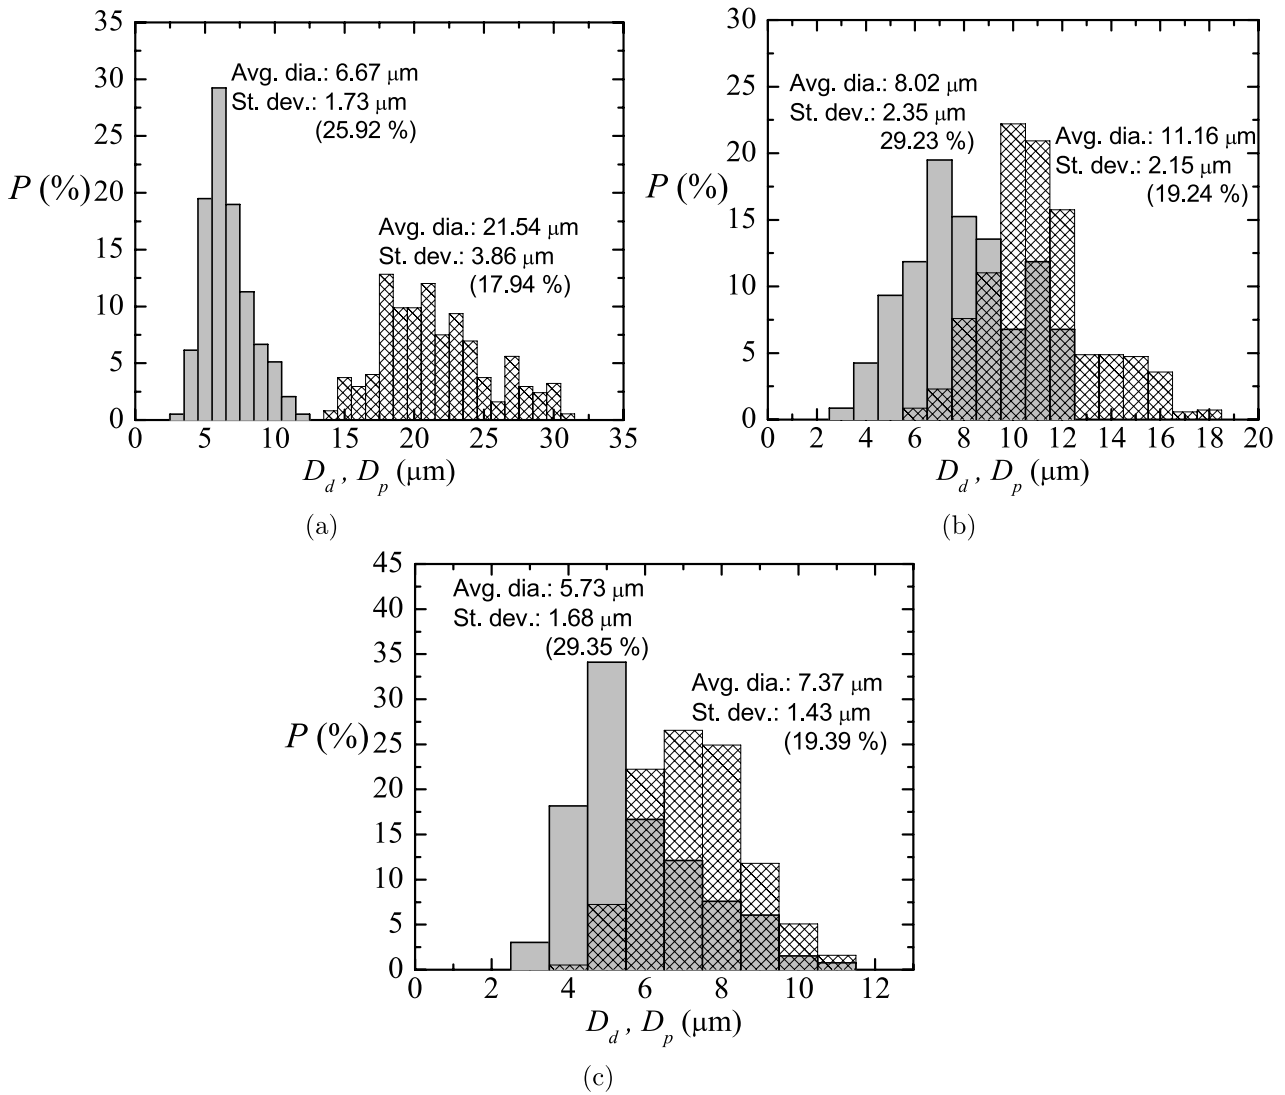 35
30
25
20
15
10
5
0
P (%)
Avg. dia.: 6.67 μm
St. dev.: 1.73 μm
(25.92 %)
Avg. dia.: 21.54 μm
St. dev.: 3.86 μm
(17.94 %)
0 5 10 15 20 25 30 35
D_d , D_p (μm)
(a)
30
25
20
15
10
5
0
P (%)
Avg. dia.: 8.02 μm
St. dev.: 2.35 μm
29.23 %)
Avg. dia.: 11.16 μm
St. dev.: 2.15 μm
(19.24 %)
0 2 4 6 8 10 12 14 16 18 20
D_d , D_p (μm)
(b)
45
40
35
30
25
20
15
10
5
0
P (%)
Avg. dia.: 5.73 μm
St. dev.: 1.68 μm
(29.35 %)
Avg. dia.: 7.37 μm
St. dev.: 1.43 μm
(19.39 %)
0 2 4 6 8 10 12
D_d , D_p (μm)
(c)